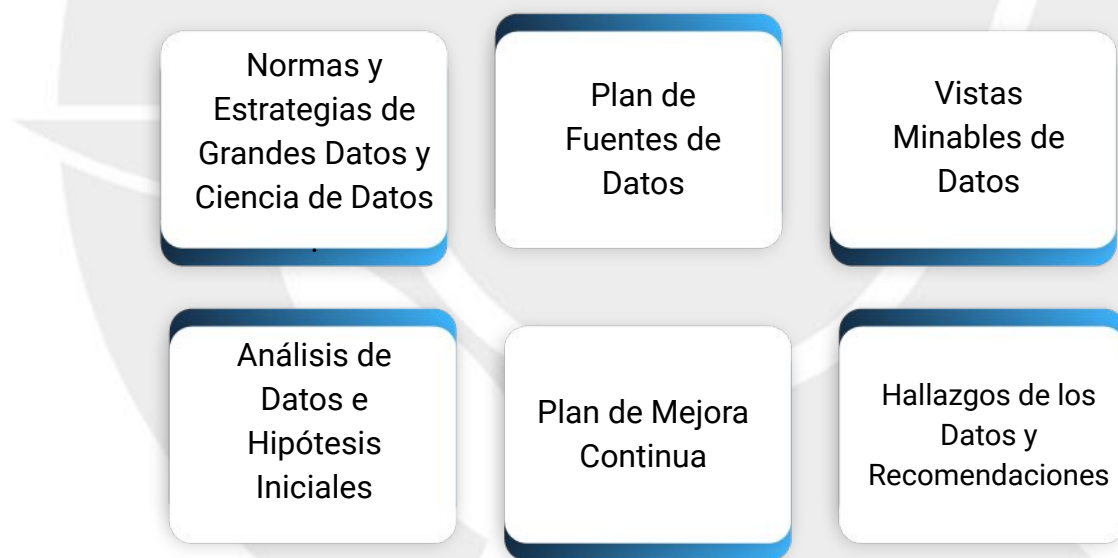 Normas y
Estrategias de
Grandes Datos y
Ciencia de Datos
.
Plan de
Fuentes de
Datos
Vistas
Minables de
Datos
Análisis de
Datos e
Hipótesis
Iniciales
Plan de Mejora
Continua
Hallazgos de los
Datos y
Recomendaciones